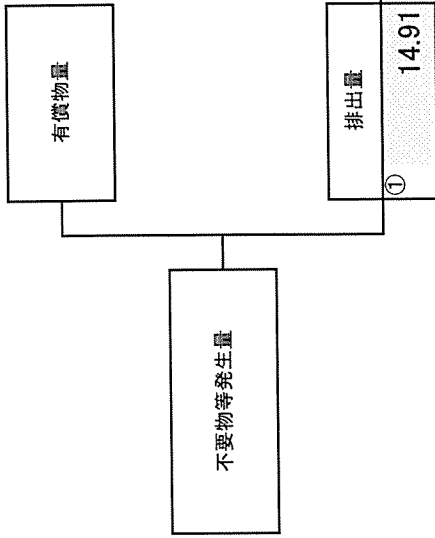 不要物等発生量
有償物量
排出量
①
14.91